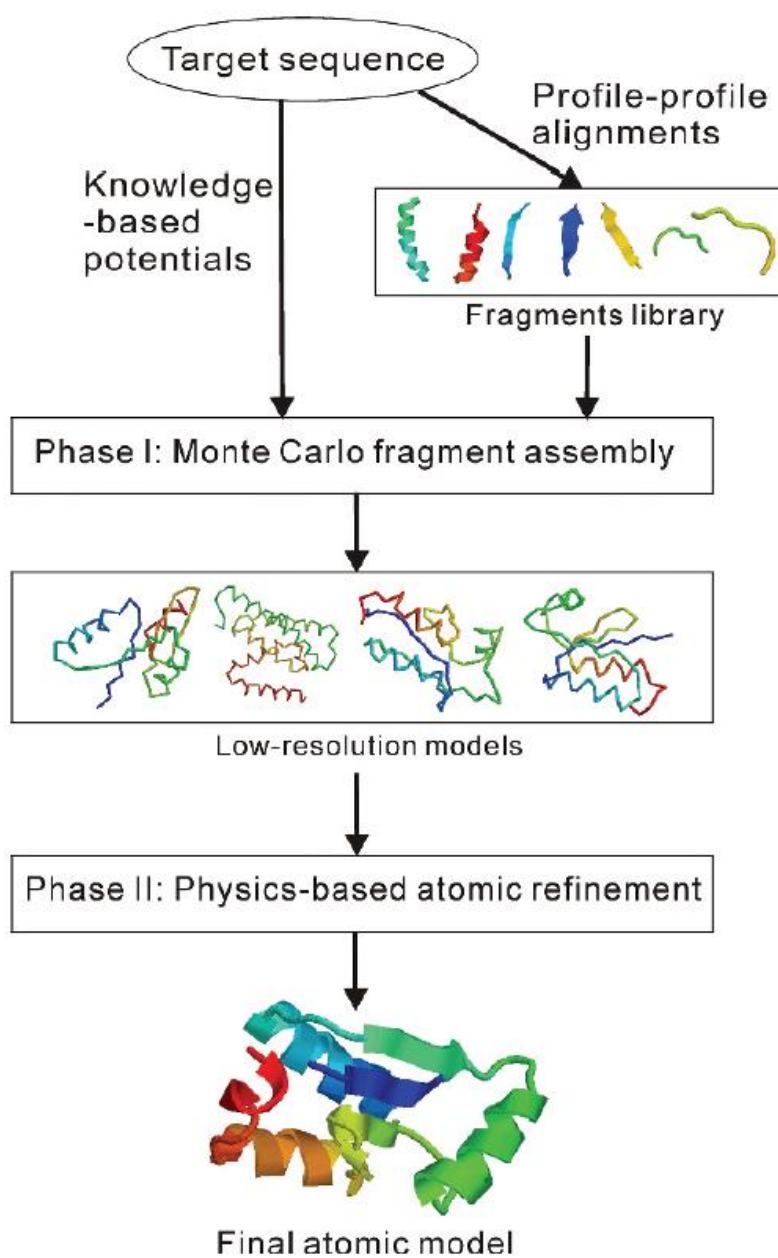 Target sequence
Profile-profile
alignments
Knowledge
-based
potentials
Fragments library
Phase I: Monte Carlo fragment assembly
Low-resolution models
Phase II: Physics-based atomic refinement
Final atomic model